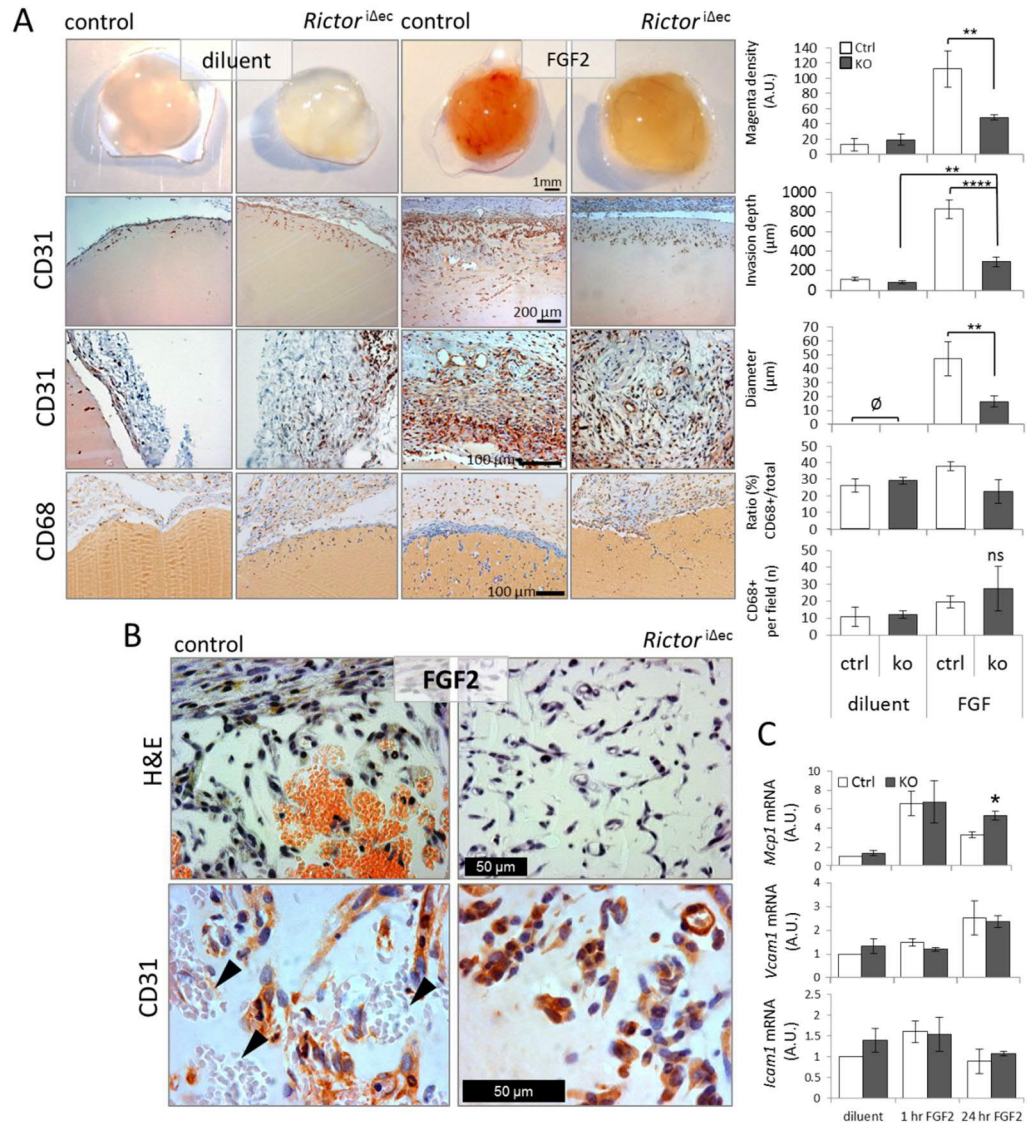 A
control
Rictor iΔec
control
Rictor iΔec
diluent
FGF2
1mm
CD31
200 µm
CD31
100 µm
CD68
100 µm
Ctrl
KO
**
Magenta density
(A.U.)
140
120
100
80
60
40
20
0
**
****
Invasion depth
(µm)
1000
800
600
400
200
0
**
Ø
Diameter
(µm)
70
60
50
40
30
20
10
0
Ratio (%)
CD68+/total
50
40
30
20
10
0
ns
CD68+
per field (n)
50
40
30
20
10
0
ctrl
ko
ctrl
ko
diluent
FGF
B
control
Rictor iΔec
FGF2
H&E
50 µm
CD31
50 µm
C
Ctrl
KO
*
Mcp1 mRNA
(A.U.)
10
8
6
4
2
0
Vcam1 mRNA
(A.U.)
4
3
2
1
0
Icam1 mRNA
(A.U.)
2.5
2
1.5
1
0.5
0
diluent
1 hr FGF2
24 hr FGF2